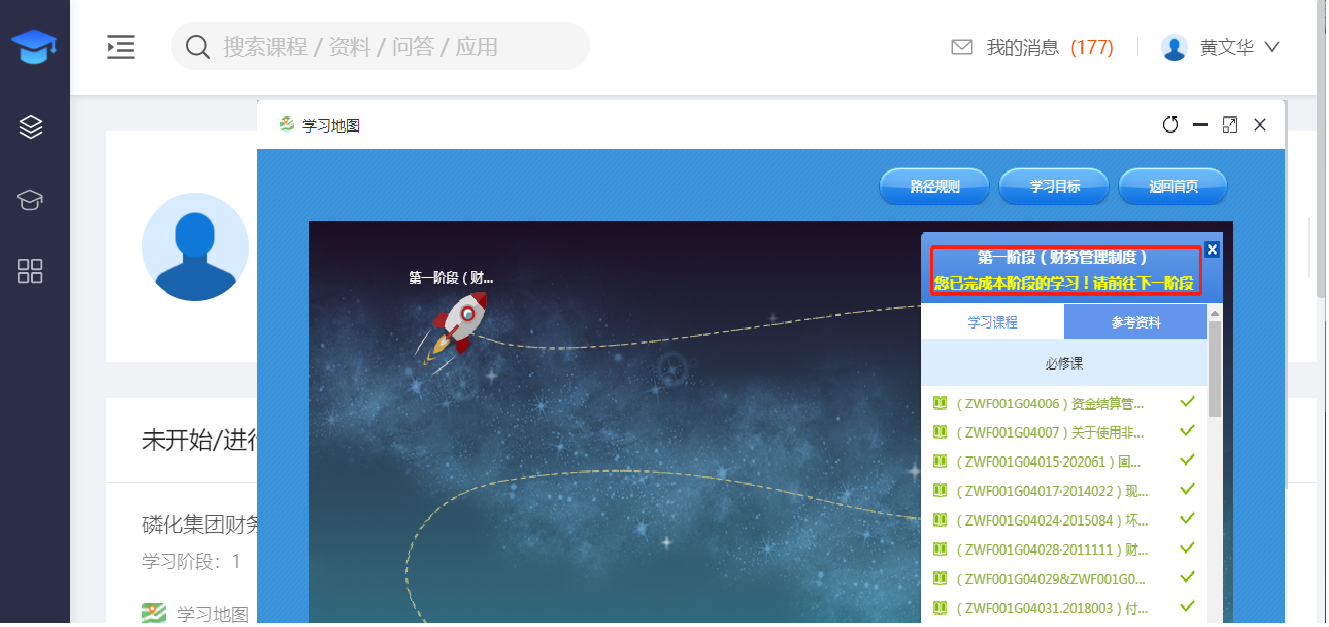 搜索课程 / 资料 / 问答 / 应用
我的消息 (177)
黄文华
学习地图
路径规则
学习目标
返回首页
第一阶段（财...
第一阶段（财务管理制度）
您已完成本阶段的学习！请前往下一阶段
学习课程
参考资料
必修课
（ZWF001G04006）资金结算管...
（ZWF001G04007）关于使用非...
（ZWF001G04015-202061）固...
（ZWF001G04017-2014022）现...
（ZWF001G04024-2015084）坏...
（ZWF001G04028-2011111）财...
（ZWF001G04029&ZWF001G0...
（ZWF001G04031.2018003）付...
未开始/进行
磷化集团财务
学习阶段：1
学习地图